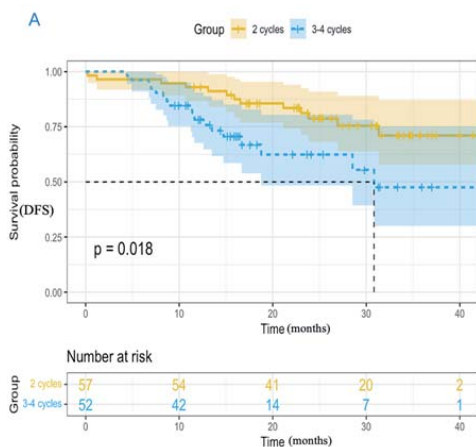 A
Group 2 cycles 3-4 cycles
1.00
0.75
0.50
0.25
0.00
Survival probability
(DFS)
p = 0.018
0 10 20 30 40
Time (months)
Number at risk
Group
2 cycles 57 54 41 20 2
3-4 cycles 52 42 14 7 1
0 10 20 30 40
Time (months)